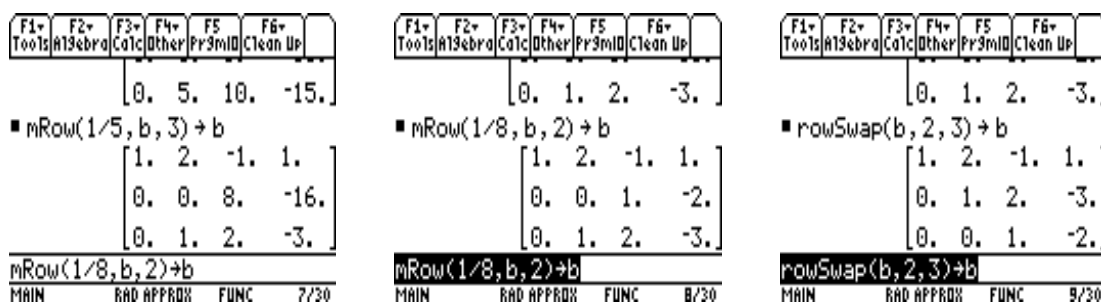 F1▾ F2▾ F3▾ F4▾ F5 F6▾
Tools Algebra Calc Other PrgmIO Clean Up
[0. 5. 10. -15.]
■ mRow(1/5,b,3)→b
[1. 2. -1. 1.
0. 0. 8. -16.
0. 1. 2. -3.]
mRow(1/8,b,2)→b
MAIN RAD APPROX FUNC 7/30
F1▾ F2▾ F3▾ F4▾ F5 F6▾
Tools Algebra Calc Other PrgmIO Clean Up
[0. 1. 2. -3.]
■ mRow(1/8,b,2)→b
[1. 2. -1. 1.
0. 0. 1. -2.
0. 1. 2. -3.]
mRow(1/8,b,2)→b
MAIN RAD APPROX FUNC 8/30
F1▾ F2▾ F3▾ F4▾ F5 F6▾
Tools Algebra Calc Other PrgmIO Clean Up
[0. 1. 2. -3.]
■ rowSwap(b,2,3)→b
[1. 2. -1. 1.
0. 1. 2. -3.
0. 0. 1. -2.]
rowSwap(b,2,3)→b
MAIN RAD APPROX FUNC 9/30